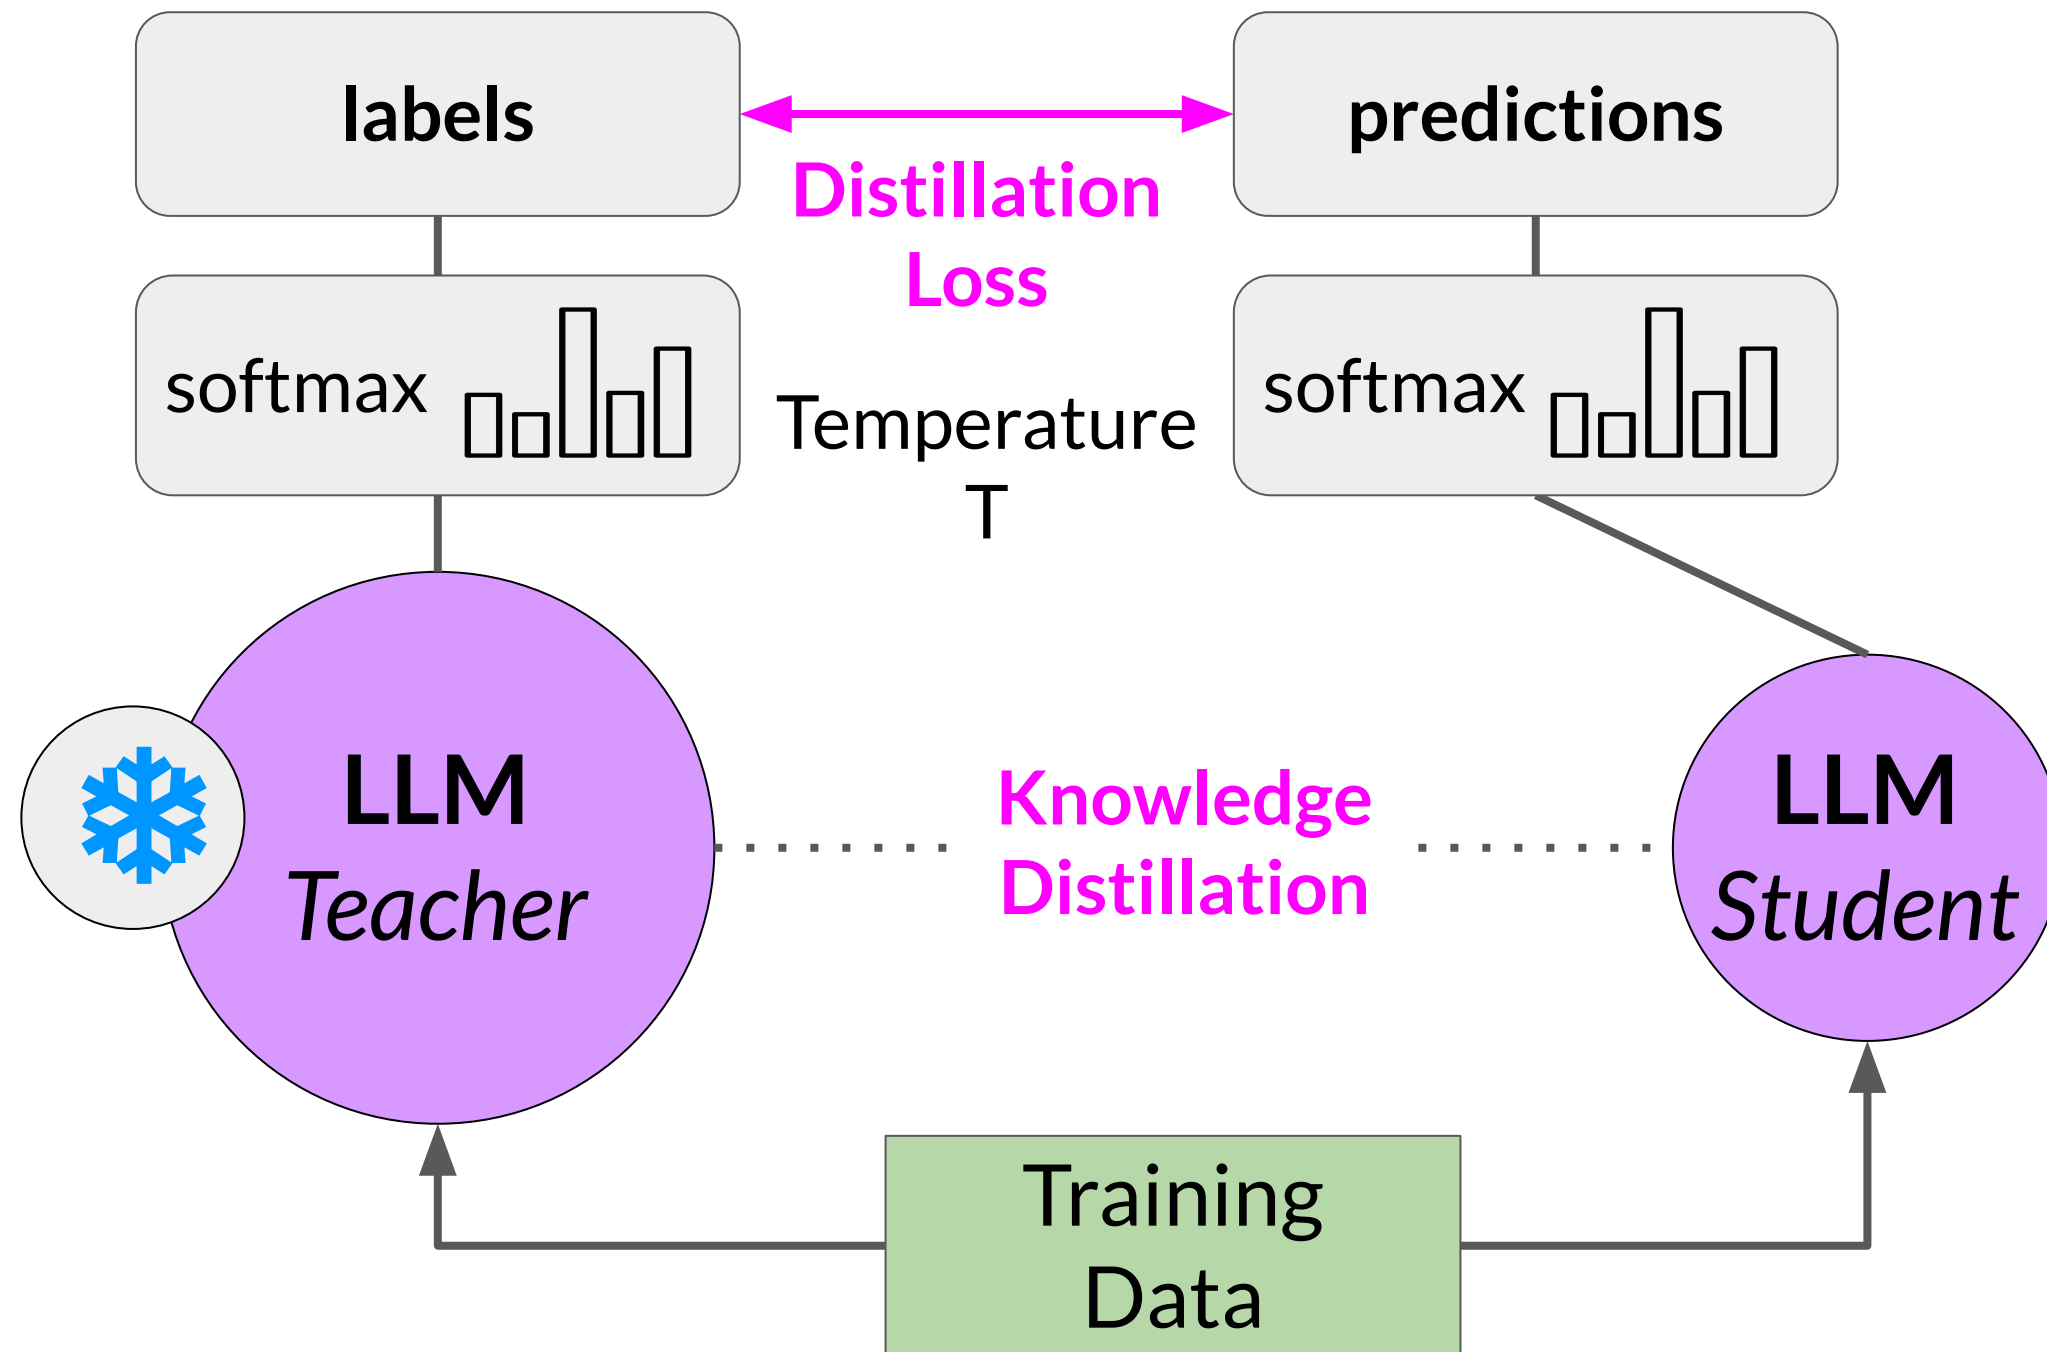 labels
predictions
Distillation
Loss
softmax
Temperature
T
softmax
LLM
Teacher
Knowledge
Distillation
LLM
Student
Training
Data